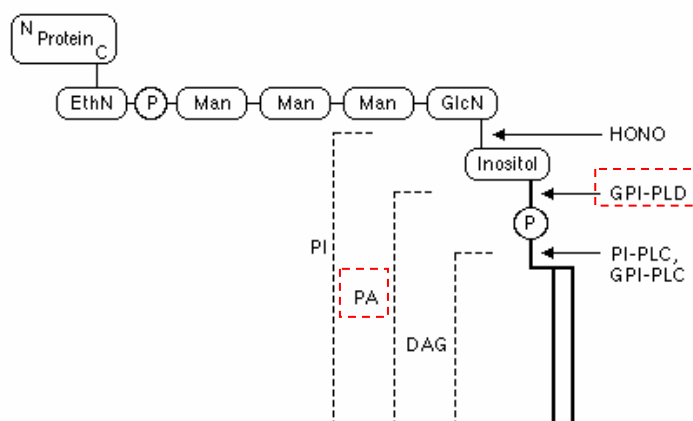 N Protein C
EthN P Man Man Man GlcN
HONO
Inositol
GPI-PLD
P
PI
PI-PLC,
GPI-PLC
PA
DAG